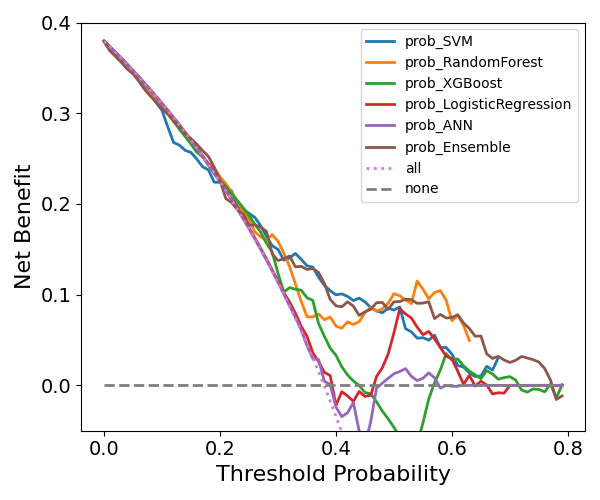 0.4
0.3
0.2
0.1
0.0
Net Benefit
prob_SVM
prob_RandomForest
prob_XGBoost
prob_LogisticRegression
prob_ANN
prob_Ensemble
all
none
0.0 0.2 0.4 0.6 0.8
Threshold Probability